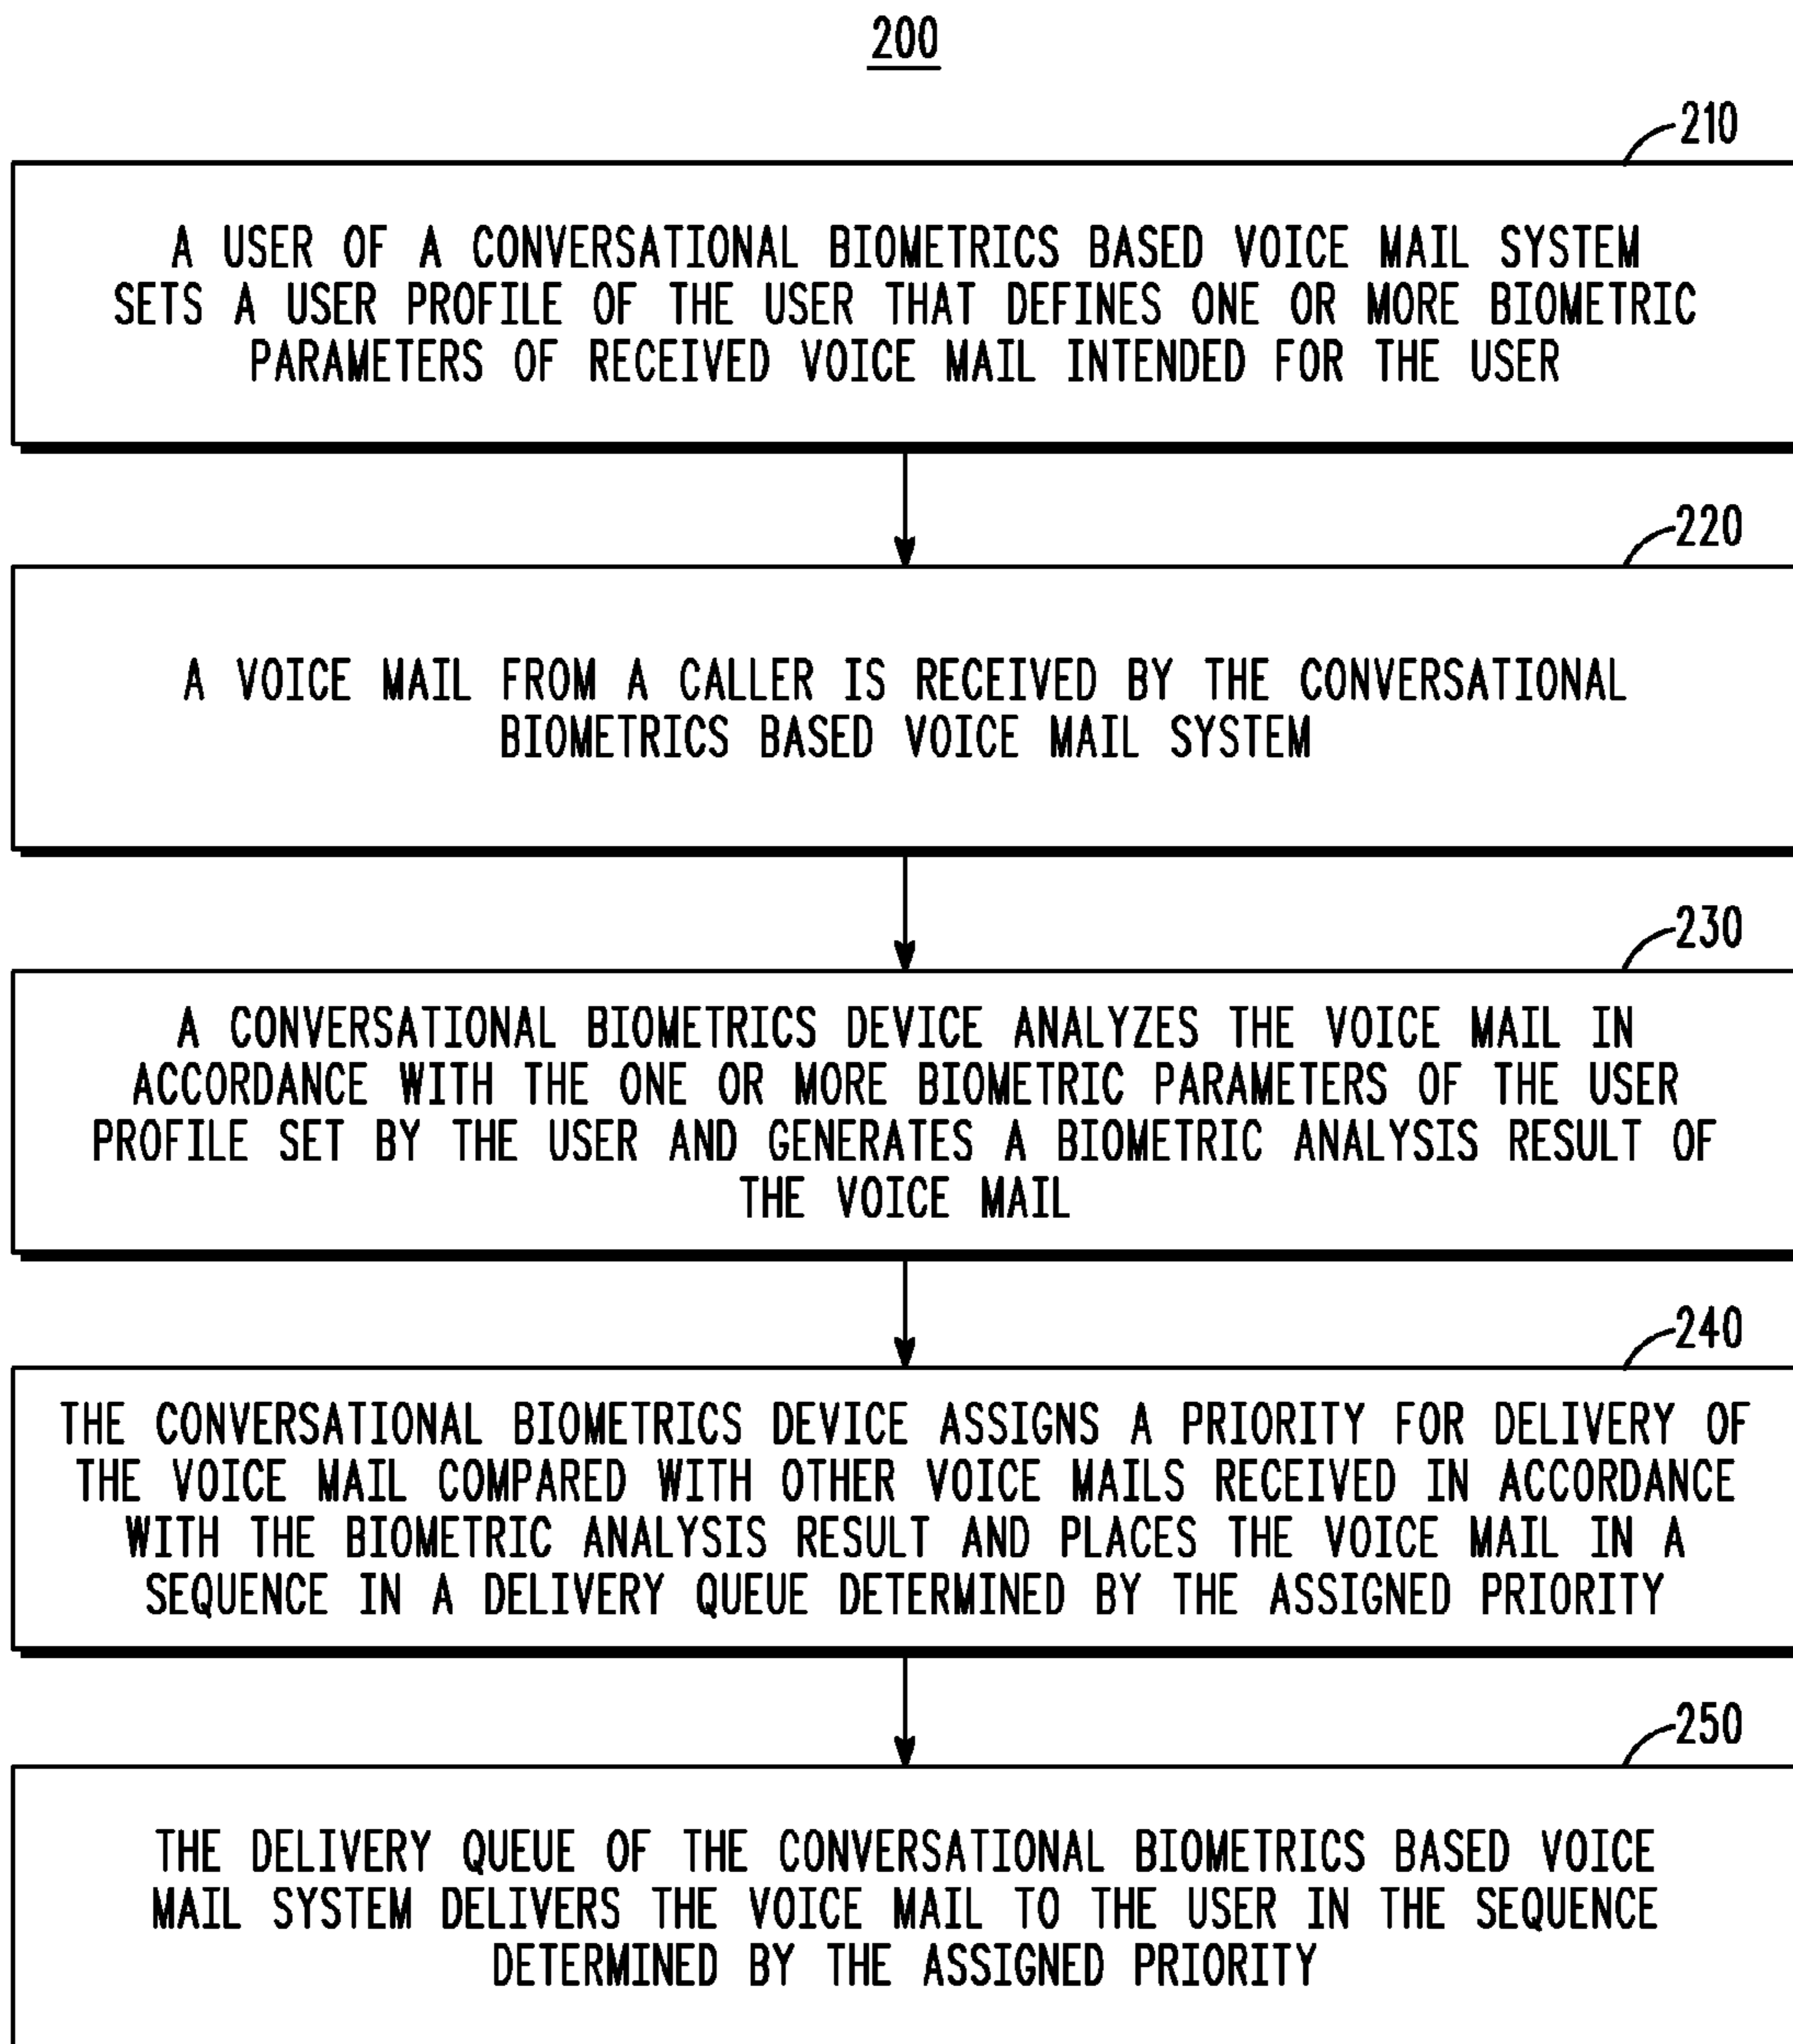 200
210
A USER OF A CONVERSATIONAL BIOMETRICS BASED VOICE MAIL SYSTEM
SETS A USER PROFILE OF THE USER THAT DEFINES ONE OR MORE BIOMETRIC
PARAMETERS OF RECEIVED VOICE MAIL INTENDED FOR THE USER
220
A VOICE MAIL FROM A CALLER IS RECEIVED BY THE CONVERSATIONAL
BIOMETRICS BASED VOICE MAIL SYSTEM
230
A CONVERSATIONAL BIOMETRICS DEVICE ANALYZES THE VOICE MAIL IN
ACCORDANCE WITH THE ONE OR MORE BIOMETRIC PARAMETERS OF THE USER
PROFILE SET BY THE USER AND GENERATES A BIOMETRIC ANALYSIS RESULT OF
THE VOICE MAIL
240
THE CONVERSATIONAL BIOMETRICS DEVICE ASSIGNS A PRIORITY FOR DELIVERY OF
THE VOICE MAIL COMPARED WITH OTHER VOICE MAILS RECEIVED IN ACCORDANCE
WITH THE BIOMETRIC ANALYSIS RESULT AND PLACES THE VOICE MAIL IN A
SEQUENCE IN A DELIVERY QUEUE DETERMINED BY THE ASSIGNED PRIORITY
250
THE DELIVERY QUEUE OF THE CONVERSATIONAL BIOMETRICS BASED VOICE
MAIL SYSTEM DELIVERS THE VOICE MAIL TO THE USER IN THE SEQUENCE
DETERMINED BY THE ASSIGNED PRIORITY